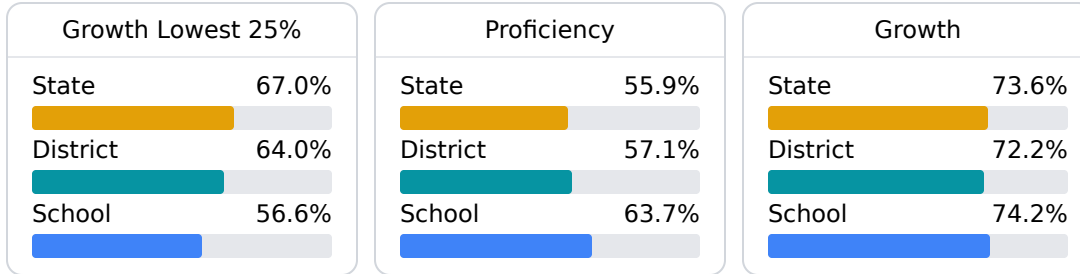 Growth Lowest 25%
State 67.0%
District 64.0%
School 56.6%
Proficiency
State 55.9%
District 57.1%
School 63.7%
Growth
State 73.6%
District 72.2%
School 74.2%